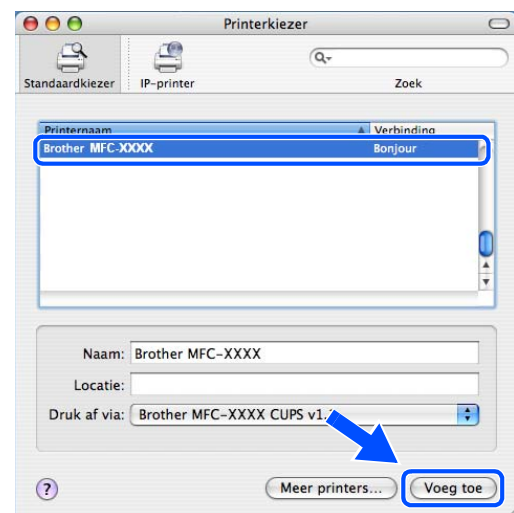 Printerkiezer
Standaardkiezer IP-printer Zoek
Printernaam Verbinding
Brother MFC-XXXX Bonjour
Naam: Brother MFC-XXXX
Locatie:
Druk af via: Brother MFC-XXXX CUPS
? Meer printers... Voeg toe